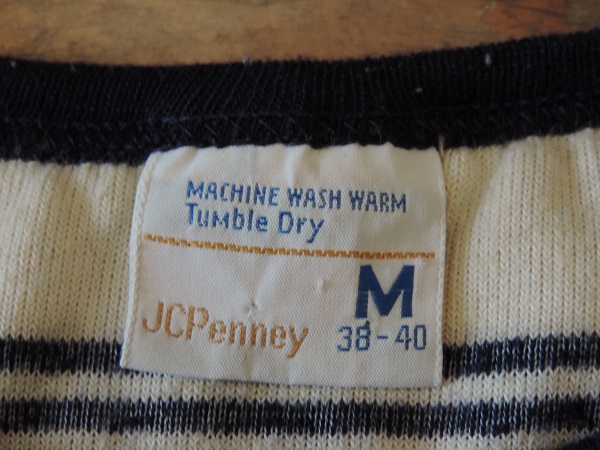 MACHINE WASH WARM
Tumble Dry
M
JCPenney 38-40